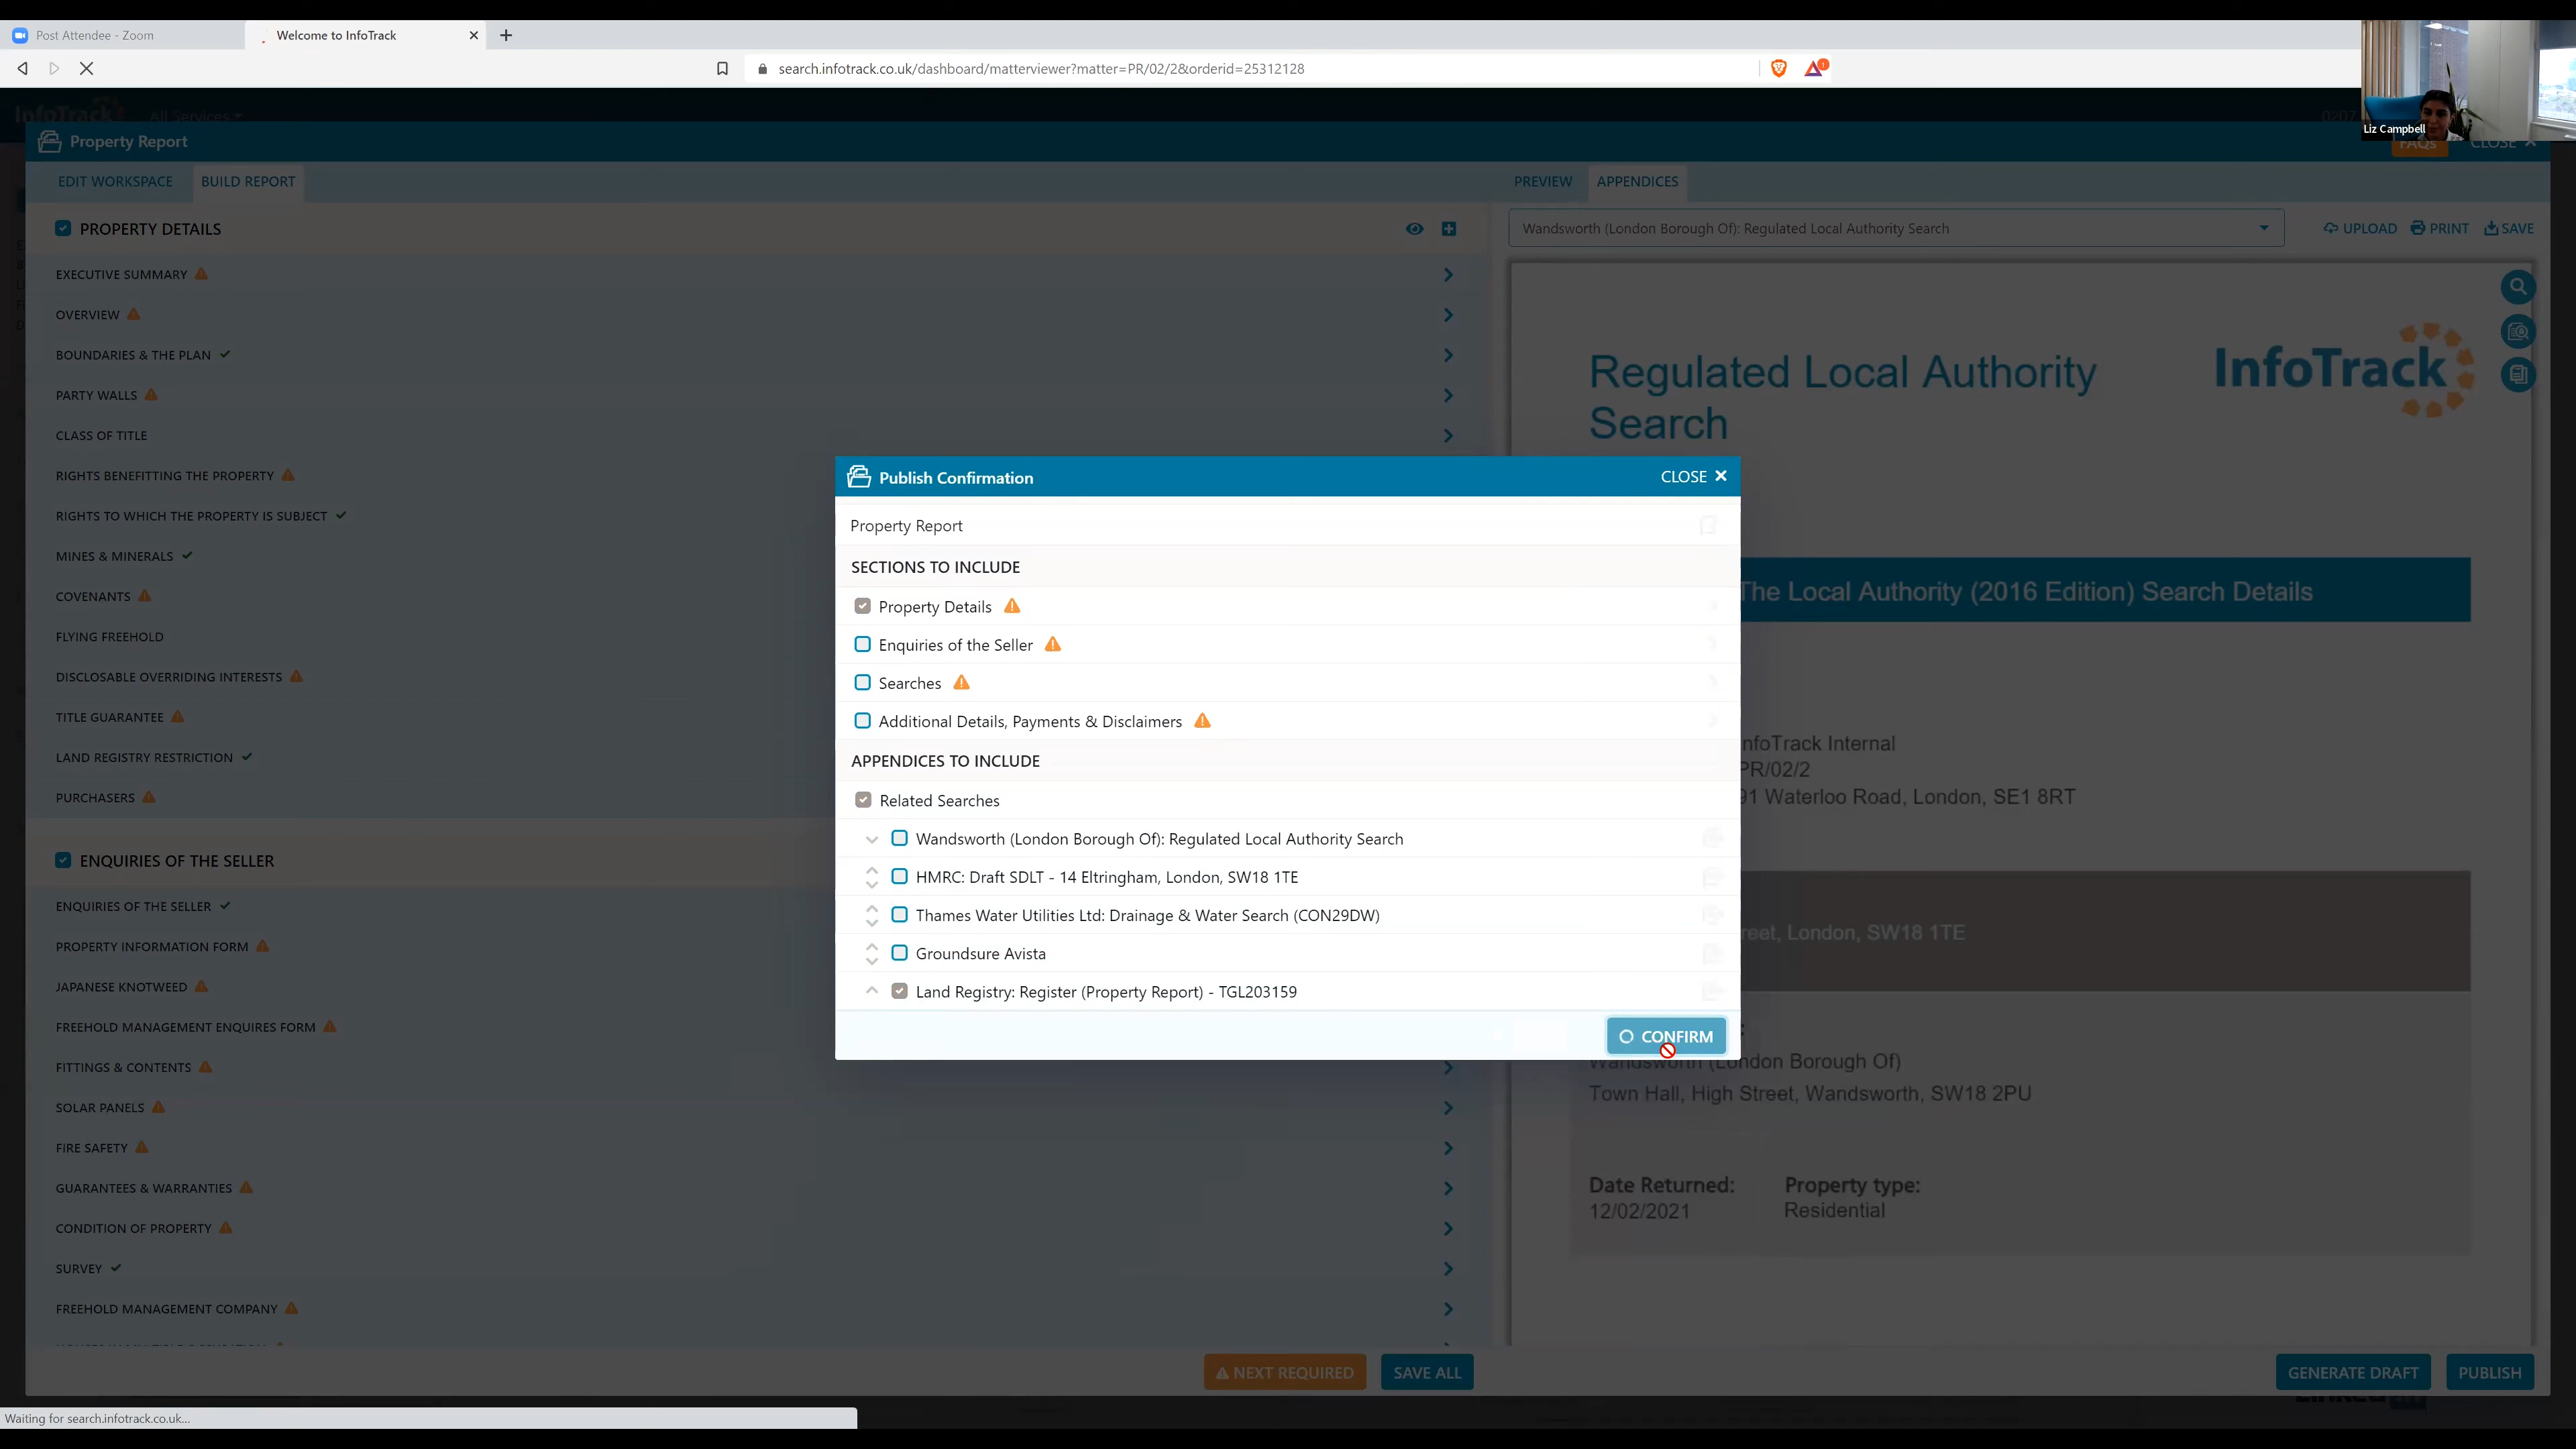 Post Attendee - Zoom
Welcome to InfoTrack
search.infotrack.co.uk/dashboard/matterviewer?matter=PR/02/2&orderid=25312128
Liz Campbell
InfoTrack
All Services
Property Report
FAQs
CLOSE
EDIT WORKSPACE
BUILD REPORT
PREVIEW
APPENDICES
PROPERTY DETAILS
Wandsworth (London Borough Of): Regulated Local Authority Search
UPLOAD
PRINT
SAVE
EXECUTIVE SUMMARY
OVERVIEW
BOUNDARIES & THE PLAN
PARTY WALLS
CLASS OF TITLE
RIGHTS BENEFITTING THE PROPERTY
RIGHTS TO WHICH THE PROPERTY IS SUBJECT
MINES & MINERALS
COVENANTS
FLYING FREEHOLD
DISCLOSABLE OVERRIDING INTERESTS
TITLE GUARANTEE
LAND REGISTRY RESTRICTION
PURCHASERS
ENQUIRIES OF THE SELLER
ENQUIRIES OF THE SELLER
PROPERTY INFORMATION FORM
JAPANESE KNOTWEED
FREEHOLD MANAGEMENT ENQUIRES FORM
FITTINGS & CONTENTS
SOLAR PANELS
FIRE SAFETY
GUARANTEES & WARRANTIES
CONDITION OF PROPERTY
SURVEY
FREEHOLD MANAGEMENT COMPANY
Publish Confirmation
CLOSE
Property Report
SECTIONS TO INCLUDE
Property Details
Enquiries of the Seller
Searches
Additional Details, Payments & Disclaimers
APPENDICES TO INCLUDE
Related Searches
Wandsworth (London Borough Of): Regulated Local Authority Search
HMRC: Draft SDLT - 14 Eltringham, London, SW18 1TE
Thames Water Utilities Ltd: Drainage & Water Search (CON29DW)
Groundsure Avista
Land Registry: Register (Property Report) - TGL203159
CONFIRM
Regulated Local Authority
Search
InfoTrack
The Local Authority (2016 Edition) Search Details
nfoTrack Internal
PR/02/2
91 Waterloo Road, London, SE1 8RT
reet, London, SW18 1TE
Wandsworth (London Borough Of)
Town Hall, High Street, Wandsworth, SW18 2PU
Date Returned:
Property type:
12/02/2021
Residential
NEXT REQUIRED
SAVE ALL
GENERATE DRAFT
PUBLISH
Waiting for search.infotrack.co.uk...